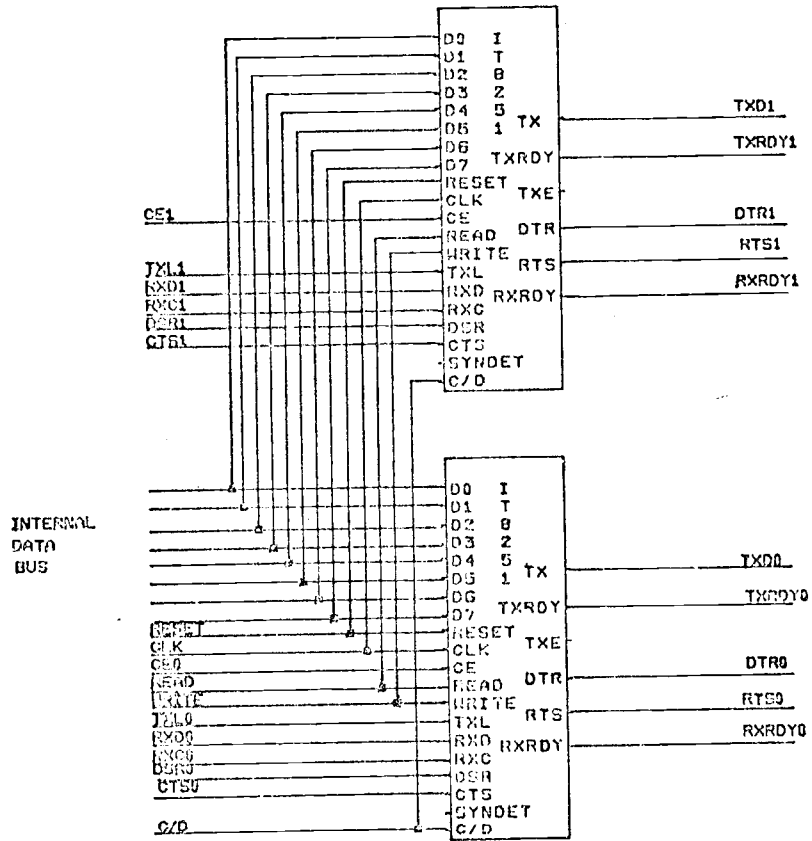 D0 I
D1 T
D2 8
D3 2
D4 5
D5 1 TX TXD1
D6
D7 TXRDY TXRDY1
RESET
CLK TXE
CE1 CE
READ DTR DTR1
WRITE RTS RTS1
TXL1 TXL
RXD1 RXD RXRDY RXRDY1
RXC1 RXC
DSR1 DSR
CTS1 CTS
SYNDET
C/D
D0 I
D1 T
INTERNAL D2 8
DATA D3 2
BUS D4 5 TX TXD0
D5 1
D6 TXRDY TXRDY0
D7
RESET RESET TXE
CLK CLK
CE0 CE
READ READ DTR DTR0
WRITE WRITE RTS RTS0
TXL0 TXL
RXD0 RXD RXRDY RXRDY0
RXC0 RXC
DSR0 DSR
CTS0 CTS
SYNDET
C/D C/D